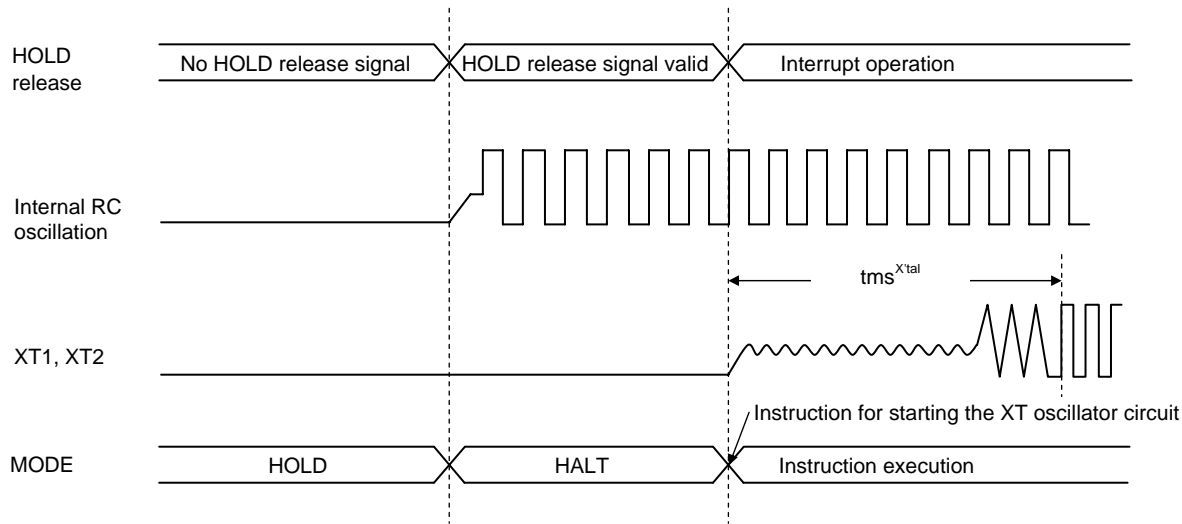 HOLD
release
No HOLD release signal
HOLD release signal valid
Interrupt operation
Internal RC
oscillation
tmsX'tal
XT1, XT2
Instruction for starting the XT oscillator circuit
MODE
HOLD
HALT
Instruction execution